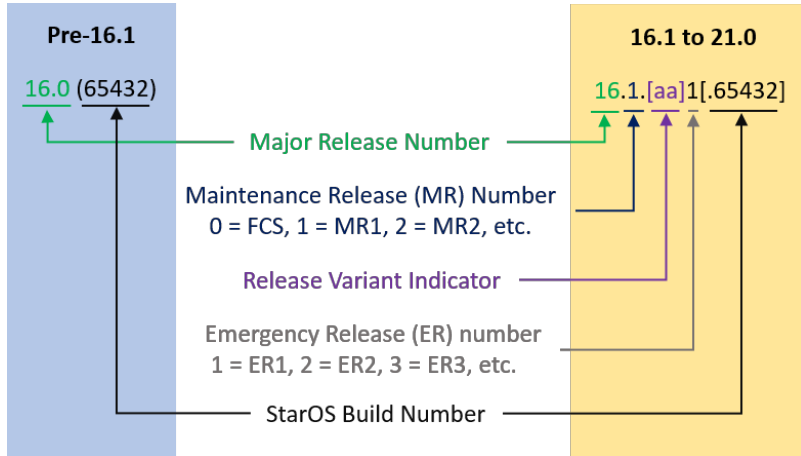 Pre-16.1
16.1 to 21.0
16.0 (65432)
16.1.[aa]1[.65432]
Major Release Number
Maintenance Release (MR) Number
0 = FCS, 1 = MR1, 2 = MR2, etc.
Release Variant Indicator
Emergency Release (ER) number
1 = ER1, 2 = ER2, 3 = ER3, etc.
StarOS Build Number